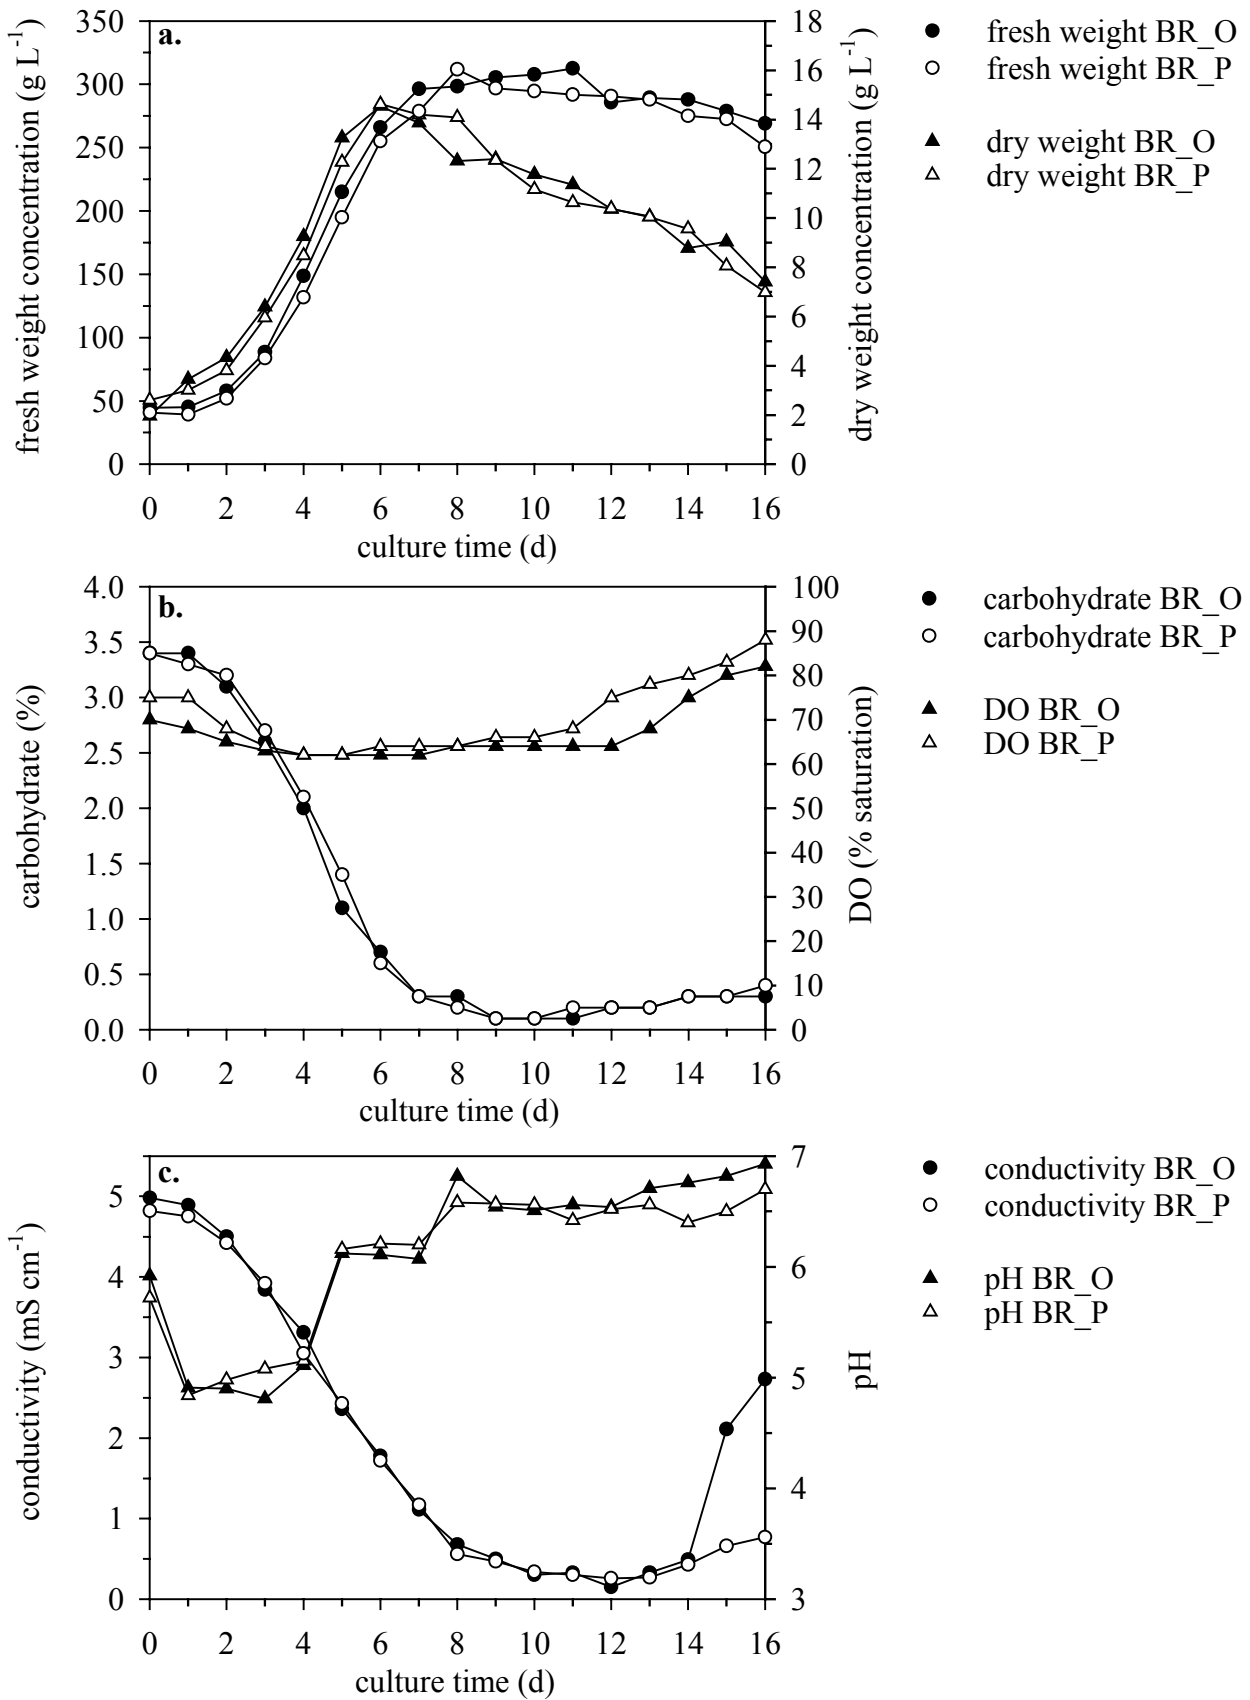 a.
fresh weight concentration (g L⁻¹)
350
300
250
200
150
100
50
0
dry weight concentration (g L⁻¹)
18
16
14
12
10
8
6
4
2
0
0 2 4 6 8 10 12 14 16
culture time (d)
fresh weight BR_O
fresh weight BR_P
dry weight BR_O
dry weight BR_P
b.
carbohydrate (%)
4.0
3.5
3.0
2.5
2.0
1.5
1.0
0.5
0.0
DO (% saturation)
100
90
80
70
60
50
40
30
20
10
0
0 2 4 6 8 10 12 14 16
culture time (d)
carbohydrate BR_O
carbohydrate BR_P
DO BR_O
DO BR_P
c.
conductivity (mS cm⁻¹)
5
4
3
2
1
0
pH
7
6
5
4
3
0 2 4 6 8 10 12 14 16
culture time (d)
conductivity BR_O
conductivity BR_P
pH BR_O
pH BR_P